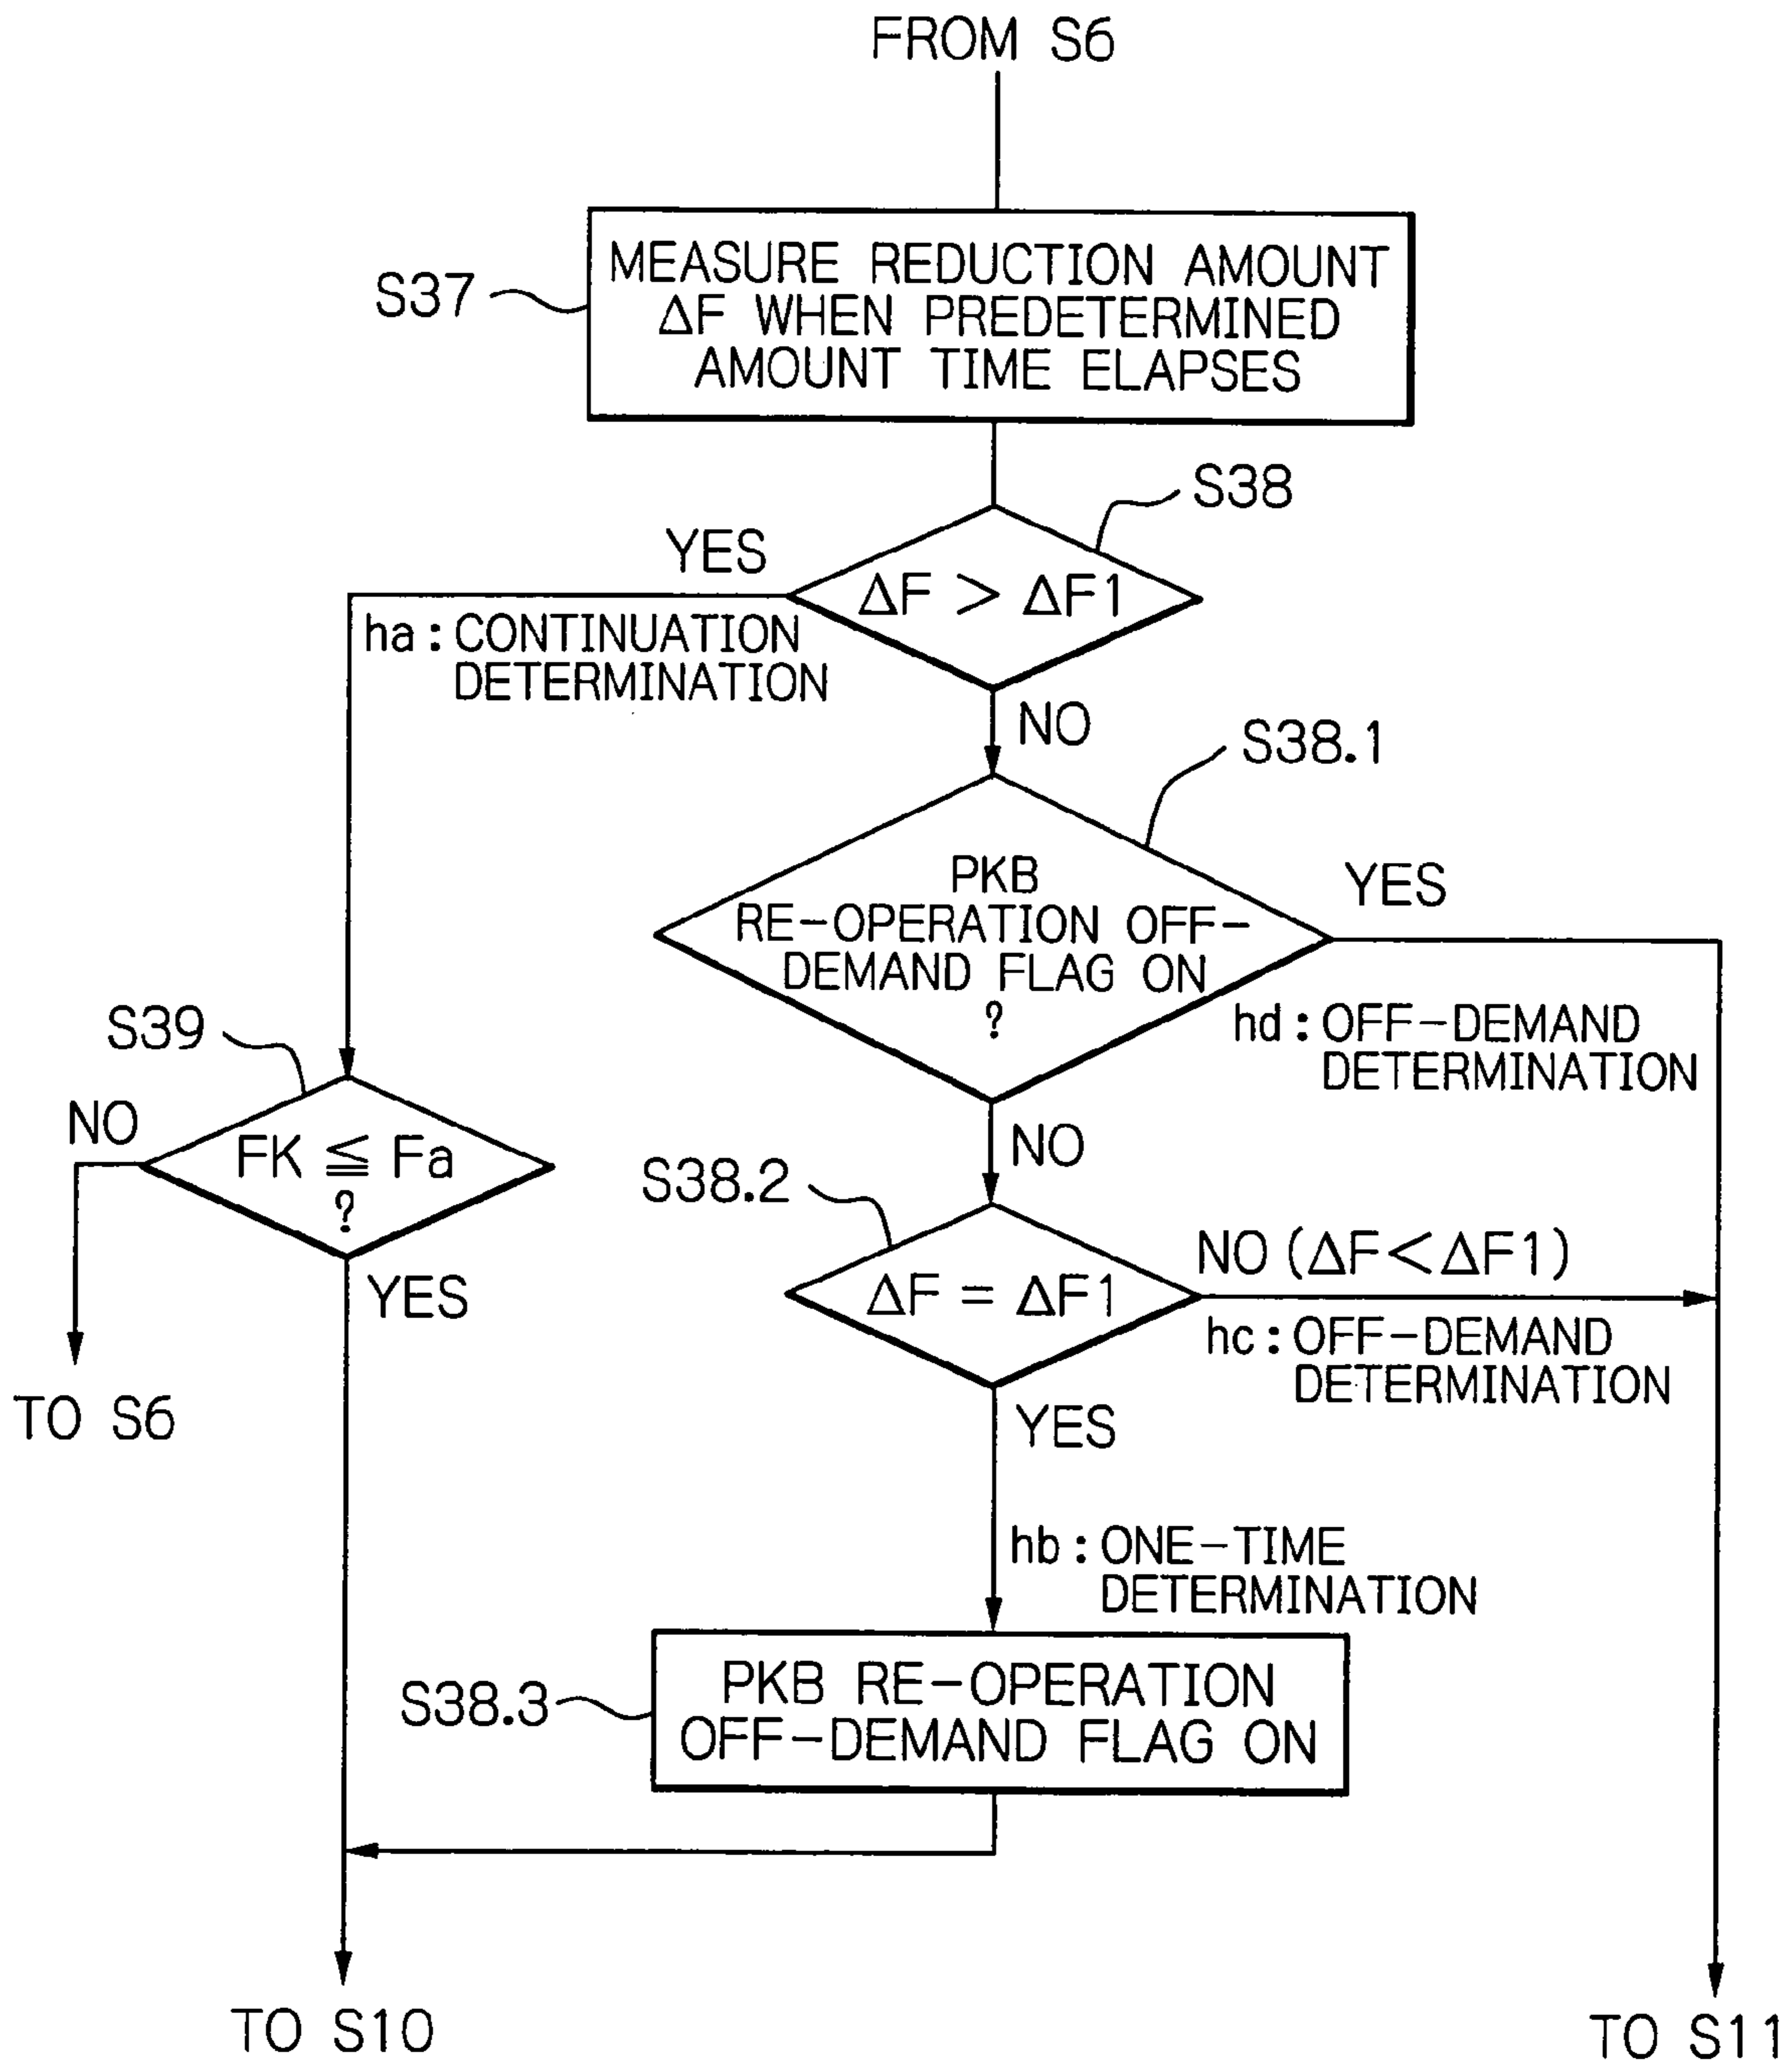 FROM S6
S37
MEASURE REDUCTION AMOUNT
ΔF WHEN PREDETERMINED
AMOUNT TIME ELAPSES
S38
YES
ΔF > ΔF1
ha : CONTINUATION
DETERMINATION
NO
S38.1
PKB
RE-OPERATION OFF-
DEMAND FLAG ON
?
YES
hd : OFF-DEMAND
DETERMINATION
S39
NO
FK ≦ Fa
?
YES
TO S6
NO
S38.2
ΔF = ΔF1
NO (ΔF<ΔF1)
hc : OFF-DEMAND
DETERMINATION
YES
hb : ONE-TIME
DETERMINATION
S38.3
PKB RE-OPERATION
OFF-DEMAND FLAG ON
TO S10
TO S11